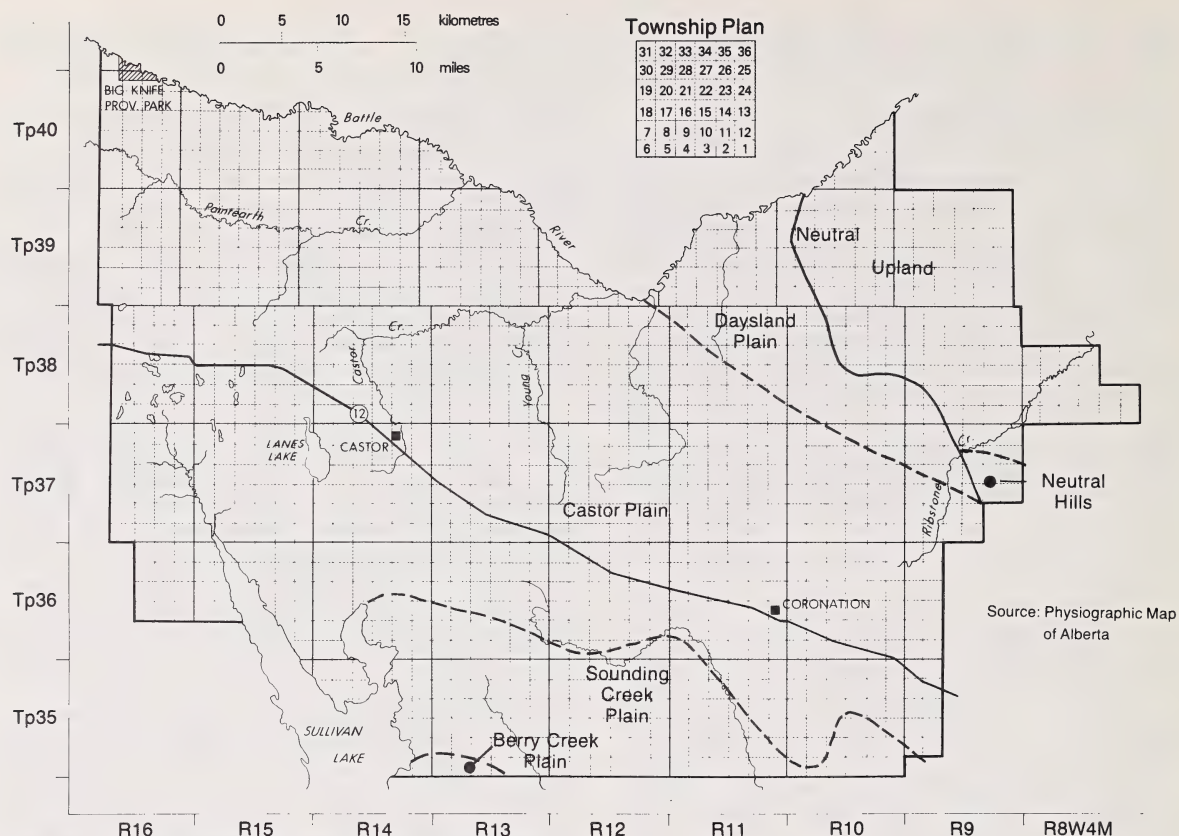 0 5 10 15 kilometres
0 5 10 miles
Township Plan
31 32 33 34 35 36
30 29 28 27 26 25
19 20 21 22 23 24
18 17 16 15 14 13
7 8 9 10 11 12
6 5 4 3 2 1
BIG KNIFE
PROV. PARK
Battle
Tp40
Paintearth
Cr.
River
Tp39
Neutral
Upland
Daysland
Plain
Castor
Cr.
Young
Cr.
Tp38
12
CASTOR
LANES
LAKE
Cr.
Ribstone
Neutral
Hills
Tp37
Castor Plain
Tp36
CORONATION
Source: Physiographic Map
of Alberta
Sounding
Creek
Plain
Tp35
SULLIVAN
LAKE
Berry Creek
Plain
R16 R15 R14 R13 R12 R11 R10 R9 R8W4M